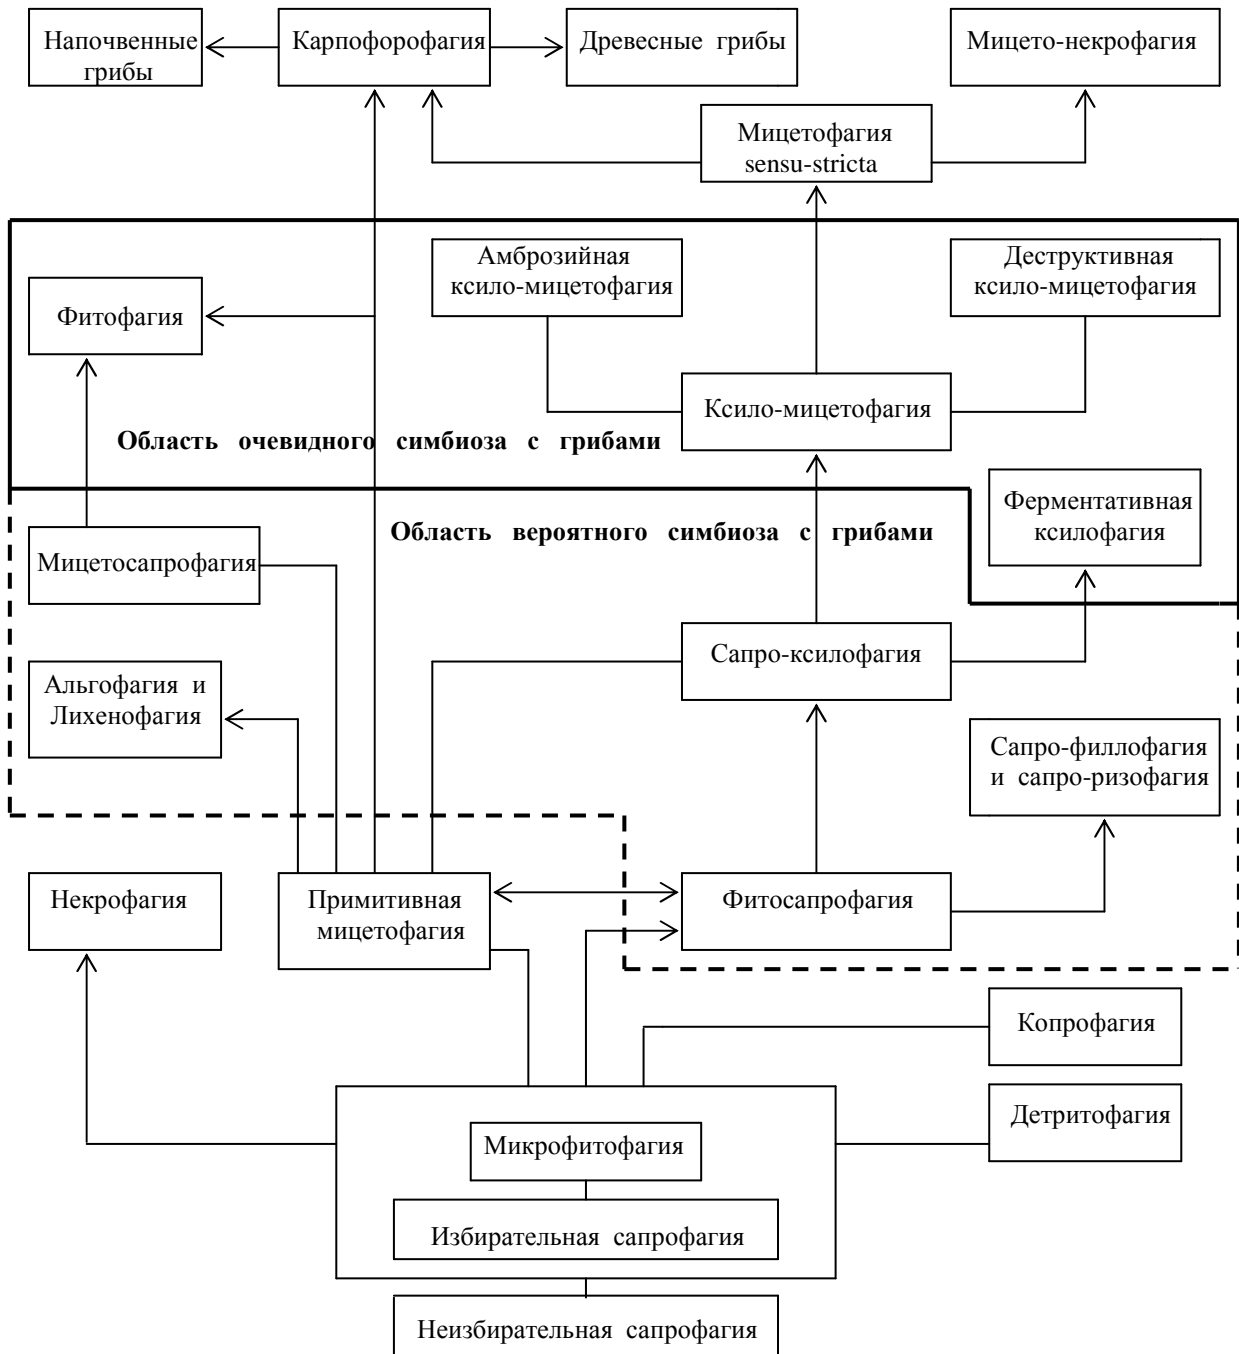 Напочвенные
грибы
Карпофорофагия
Древесные грибы
Мицето-некрофагия
Мицетофагия
sensu-stricta
Амброзийная
ксило-мицетофагия
Деструктивная
ксило-мицетофагия
Фитофагия
Ксило-мицетофагия
Область очевидного симбиоза с грибами
Ферментативная
ксилофагия
Область вероятного симбиоза с грибами
Мицетосапрофагия
Сапро-ксилофагия
Альгофагия и
Лихенофагия
Сапро-филлофагия
и сапро-ризофагия
Некрофагия
Примитивная
мицетофагия
Фитосапрофагия
Копрофагия
Детритофагия
Микрофитофагия
Избирательная сапрофагия
Неизбирательная сапрофагия